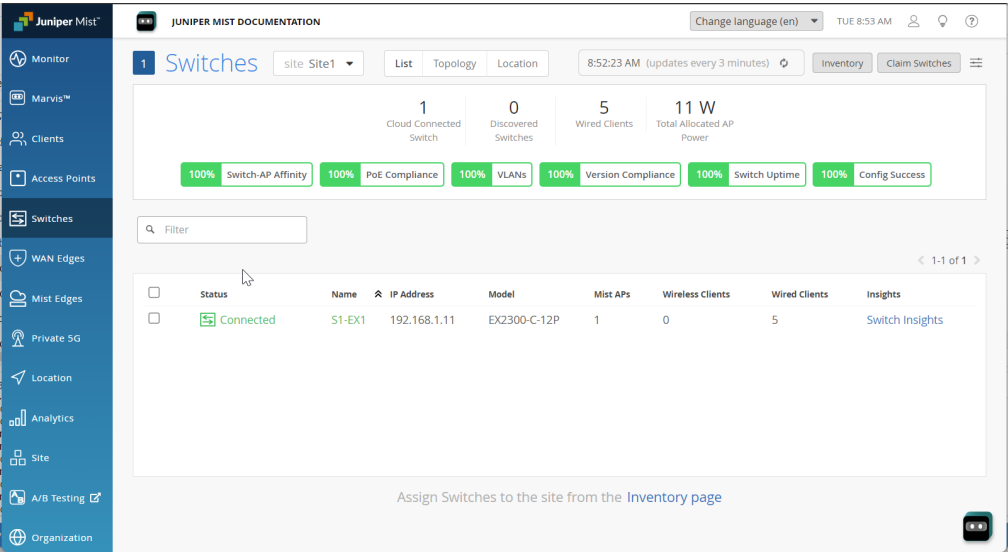 Juniper Mist™
JUNIPER MIST DOCUMENTATION
Change language (en)
TUE 8:53 AM
Monitor
Marvis™
Clients
Access Points
Switches
WAN Edges
Mist Edges
Private 5G
Location
Analytics
Site
A/B Testing
Organization
1 Switches
site Site1
List Topology Location
8:52:23 AM (updates every 3 minutes)
Inventory
Claim Switches
1
Cloud Connected
Switch
0
Discovered
Switches
5
Wired Clients
11 W
Total Allocated AP
Power
100% Switch-AP Affinity
100% PoE Compliance
100% VLANs
100% Version Compliance
100% Switch Uptime
100% Config Success
Filter
1-1 of 1
Status Name IP Address Model Mist APs Wireless Clients Wired Clients Insights
Connected S1-EX1 192.168.1.11 EX2300-C-12P 1 0 5 Switch Insights
Assign Switches to the site from the Inventory page